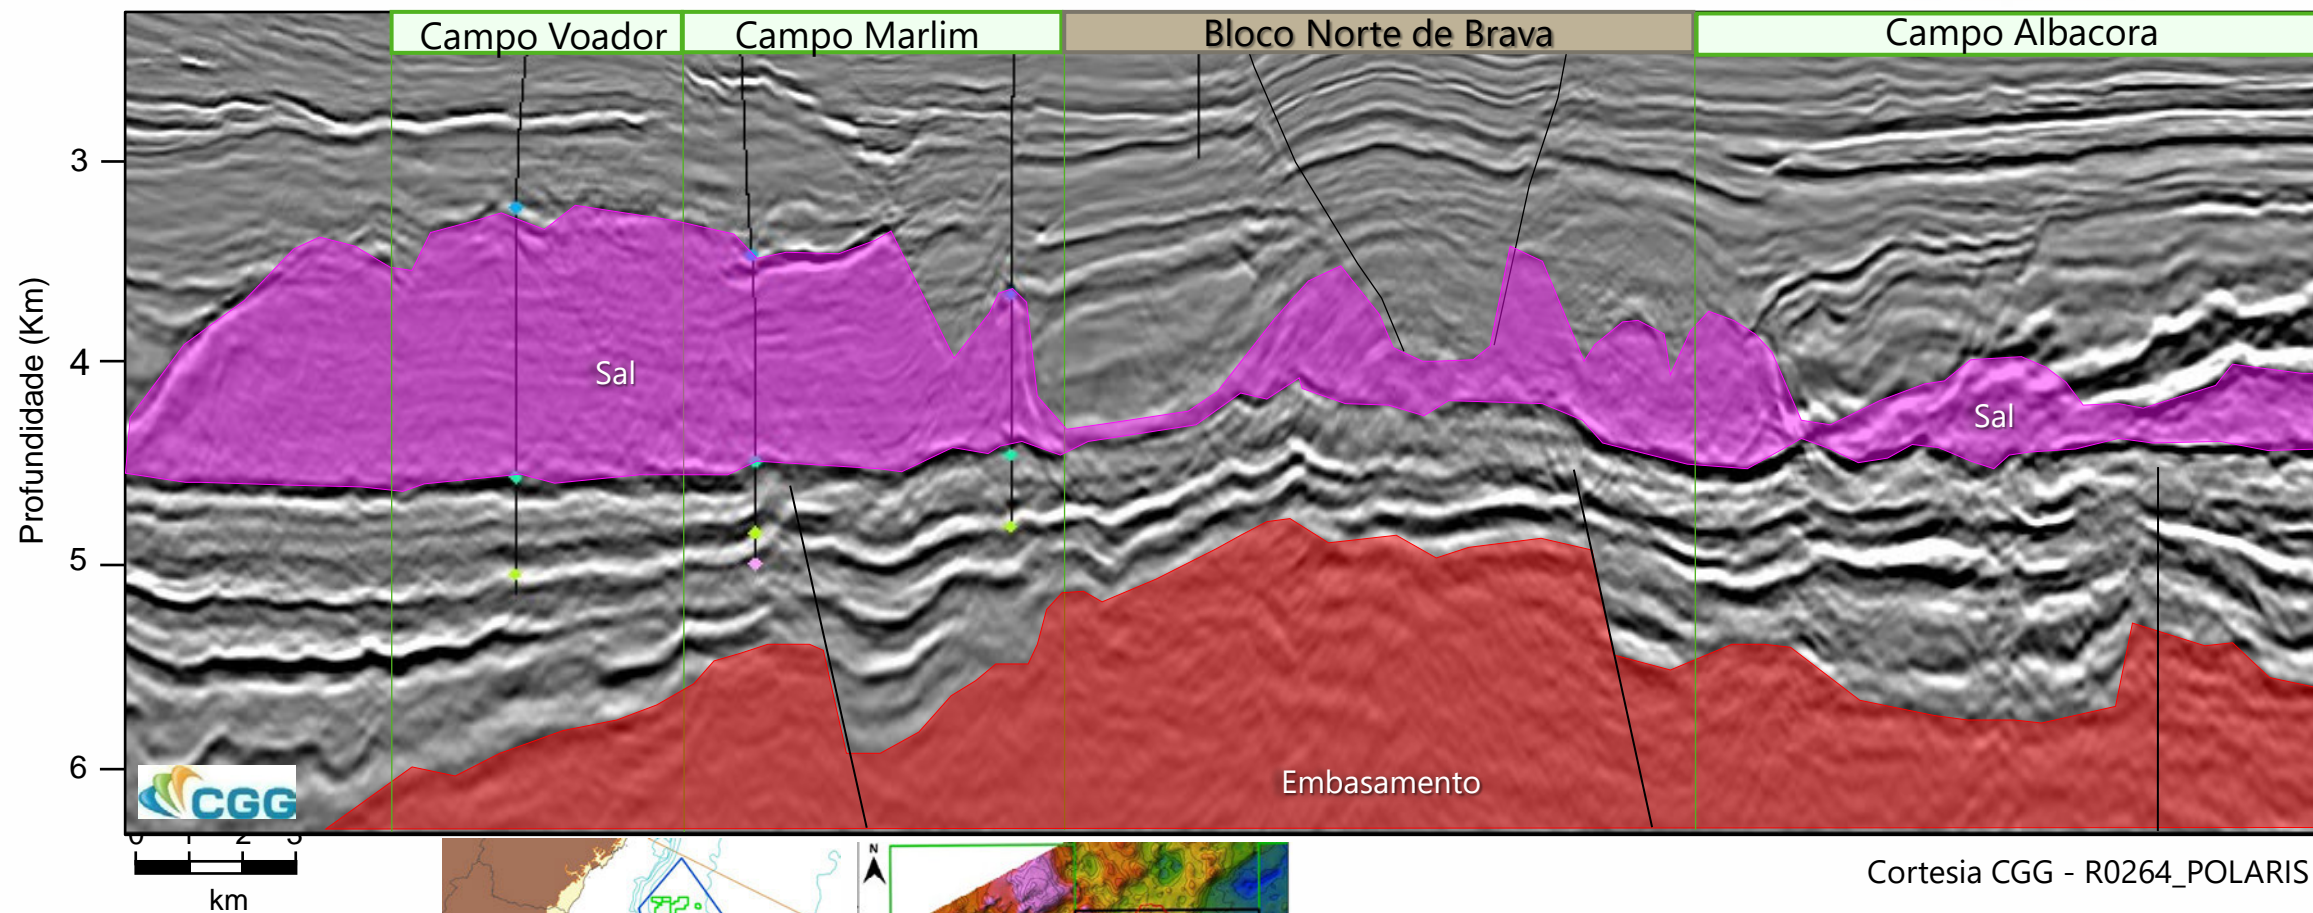 Campo Voador
Campo Marlim
Bloco Norte de Brava
Campo Albacora
Profundidade (Km)
3
4
5
6
Sal
Sal
Embasamento
CGG
0 1 2 3
km
N
Cortesia CGG - R0264_POLARIS